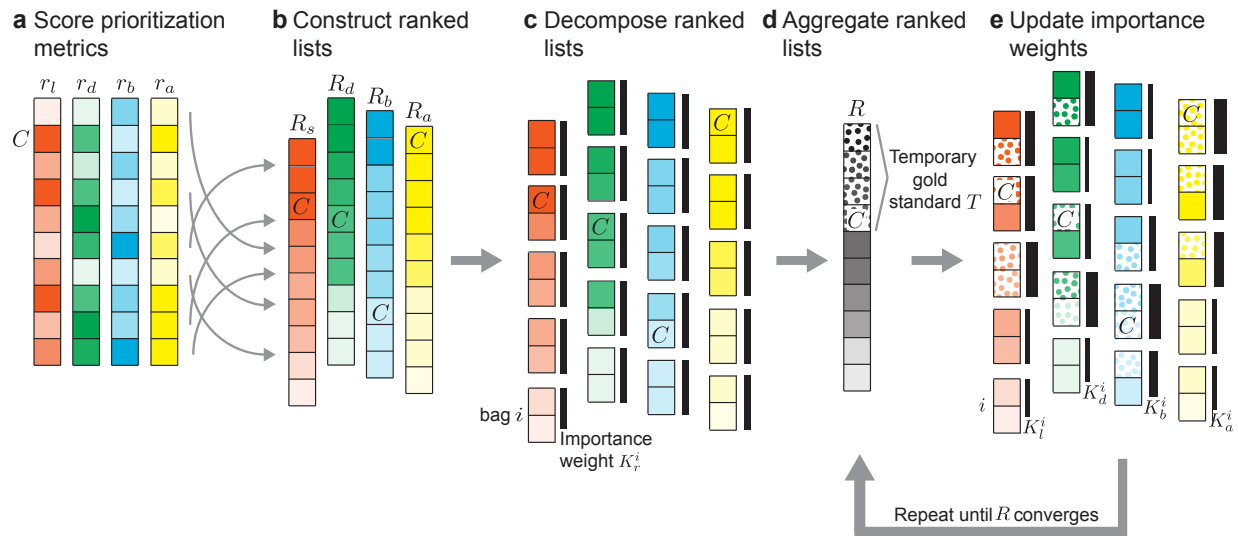 a Score prioritization metrics
b Construct ranked lists
c Decompose ranked lists
d Aggregate ranked lists
e Update importance weights
r_l r_d r_b r_a
C
R_s R_d R_b R_a
C C C C
C C C C
bag i
Importance
weight K_r^i
R
C
Temporary
gold
standard T
C C C C
i
K_l^i K_d^i K_b^i K_a^i
Repeat until R converges